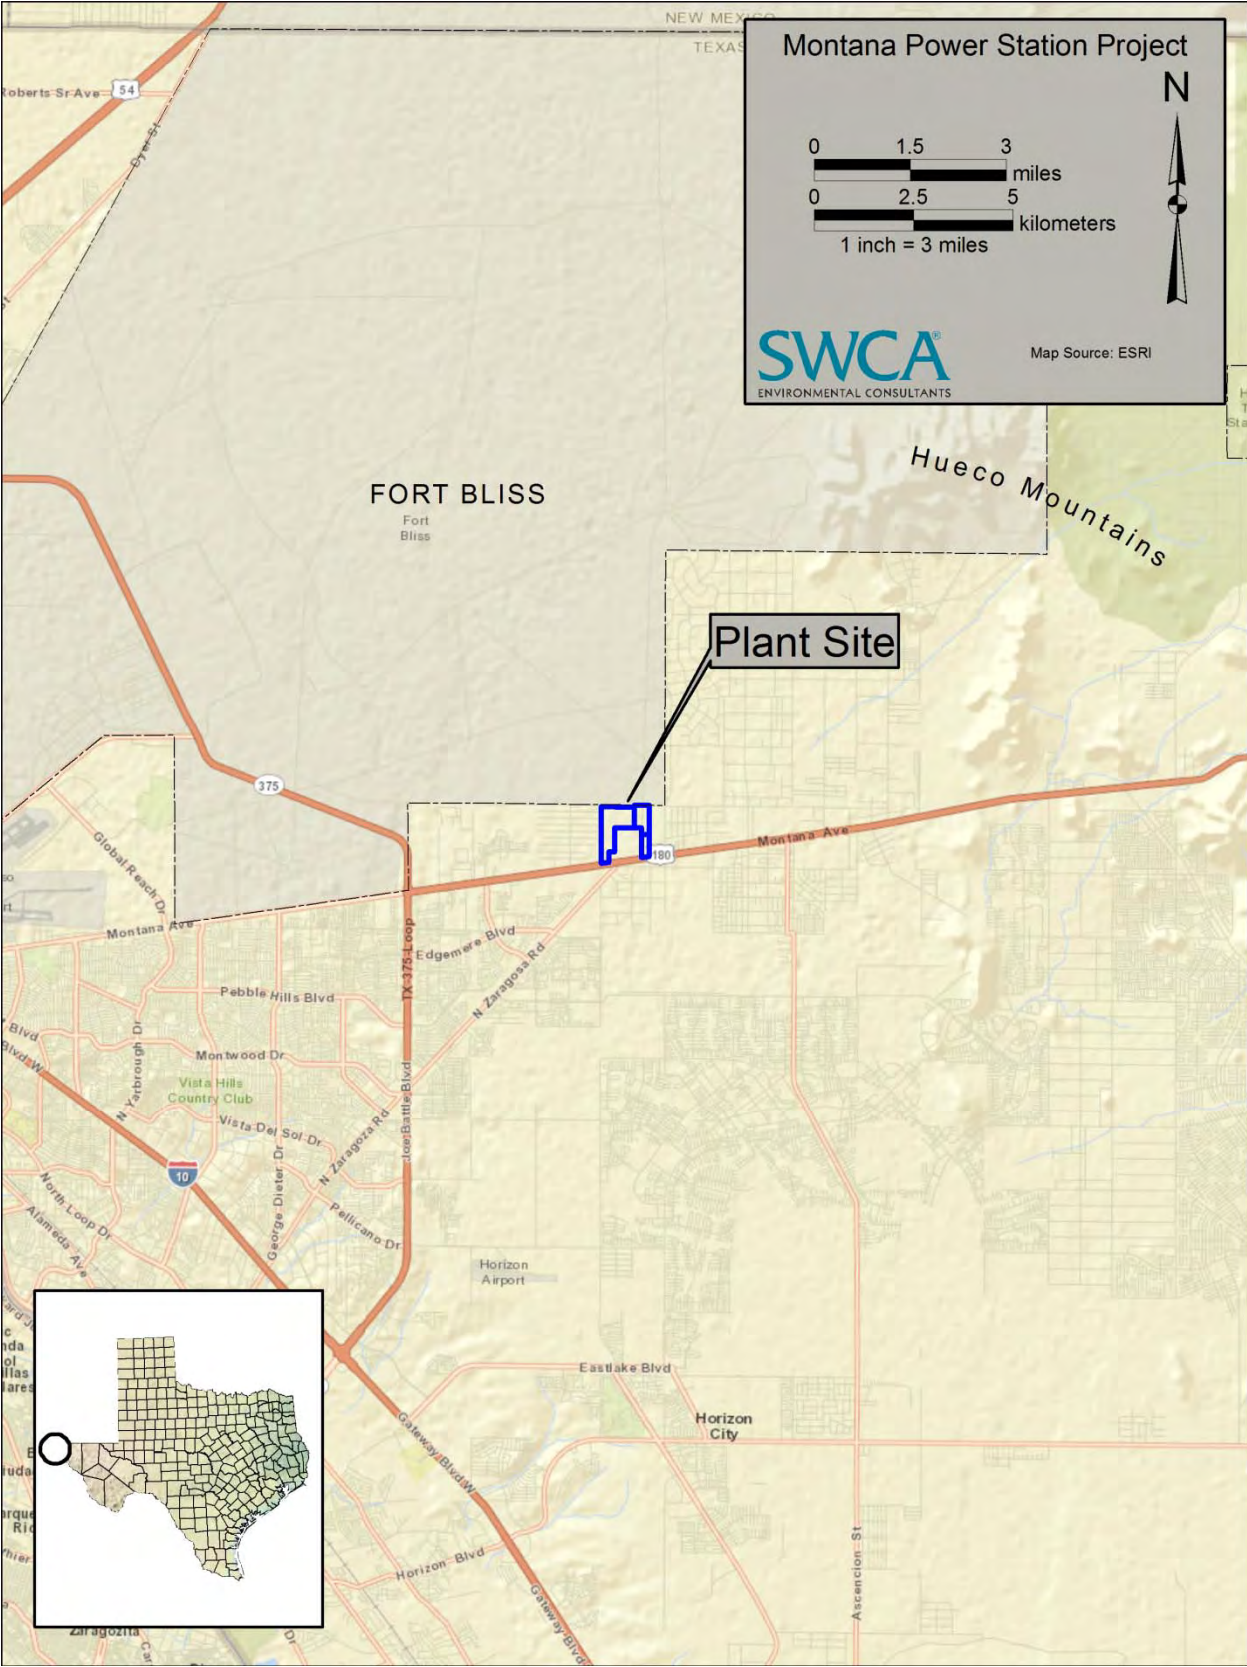 NEW MEXICO
TEXAS
Montana Power Station Project
N
0 1.5 3
miles
0 2.5 5
kilometers
1 inch = 3 miles
SWCA®
ENVIRONMENTAL CONSULTANTS
Map Source: ESRI
Roberts Sr Ave
54
Dyer St
Hueco Mountains
FORT BLISS
Fort
Bliss
Plant Site
375
180
Montana Ave
Global Reach Dr
Montana Ave
TX-375-Loop
Edgemere Blvd
N Zaragosa Rd
Pebble Hills Blvd
Blvd
Blvd W
N Yarbrough Dr
Montwood Dr
Vista Hills
Country Club
Vista Del Sol Dr
N Zaragoza Rd
Joe Battle Blvd
10
George Dieter Dr
Pellicano Dr
North Loop Dr
Alameda Ave
Horizon
Airport
Eastlake Blvd
Horizon
City
Gateway Blvd W
Horizon Blvd
Gateway Blvd
Ascencion St
Zaragozita
Dr